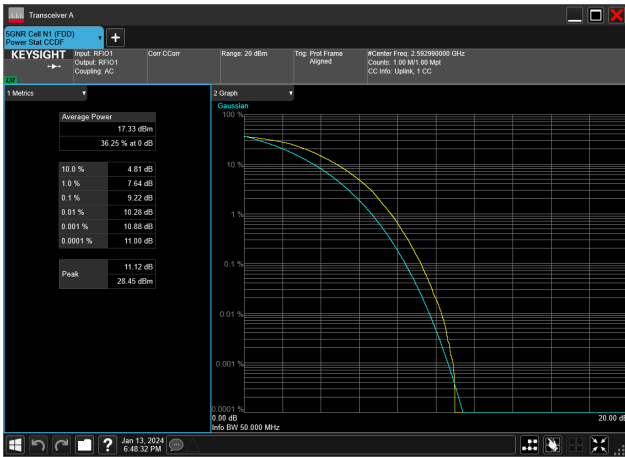 Transceiver A
5GNR Cell N1 (FDD)
Power Stat CCDF
KEYSIGHT
LXI
Input: RFIO1
Output: RFIO1
Coupling: AC
Corr CCorr
Range: 20 dBm
Trig: Prot Frame
Aligned
#Center Freq: 2.592990000 GHz
Counts: 1.00 M/1.00 Mpt
CC Info: Uplink, 1 CC
1 Metrics
Average Power
17.33 dBm
36.25 % at 0 dB
10.0 % 4.81 dB
1.0 % 7.64 dB
0.1 % 9.22 dB
0.01 % 10.28 dB
0.001 % 10.88 dB
0.0001 % 11.00 dB
Peak
11.12 dB
28.45 dBm
2 Graph
Gaussian
100 %
10 %
1 %
0.1 %
0.01 %
0.001 %
0.0001 %
0.00 dB
20.00 dB
Info BW 50.000 MHz
Jan 13, 2024
6:48:32 PM